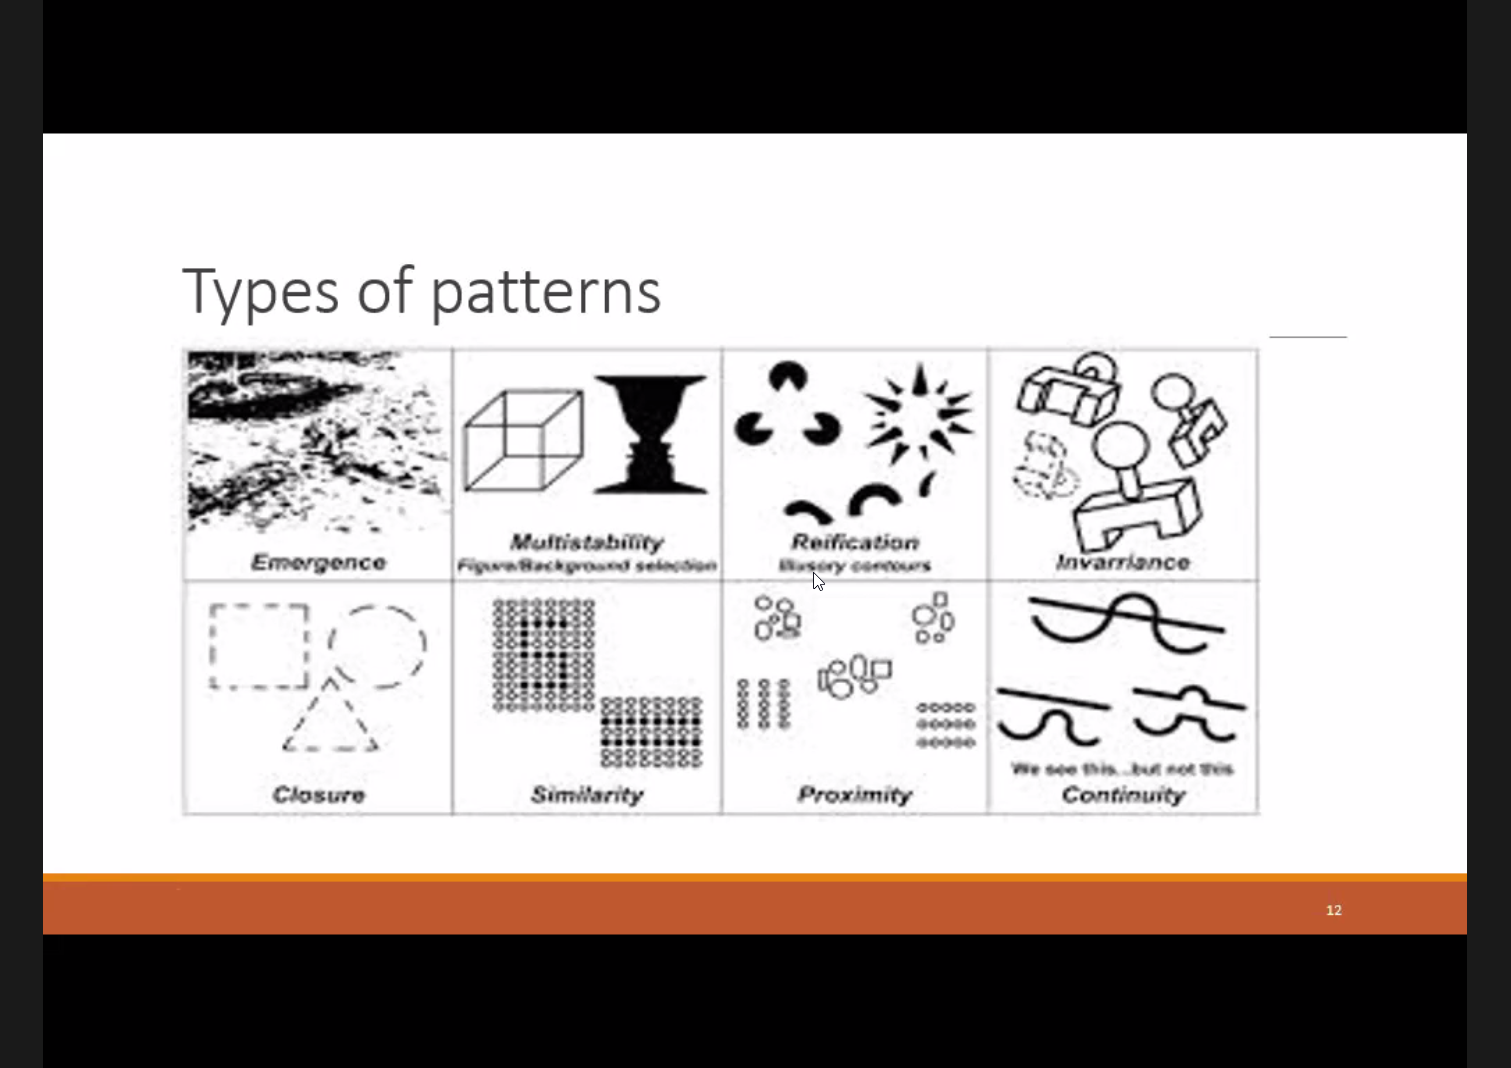 Types of patterns
Emergence
Multistability
Figure/Background selection
Reification
Illusory contours
Invarriance
Closure
Similarity
Proximity
We see this...but not this
Continuity
12